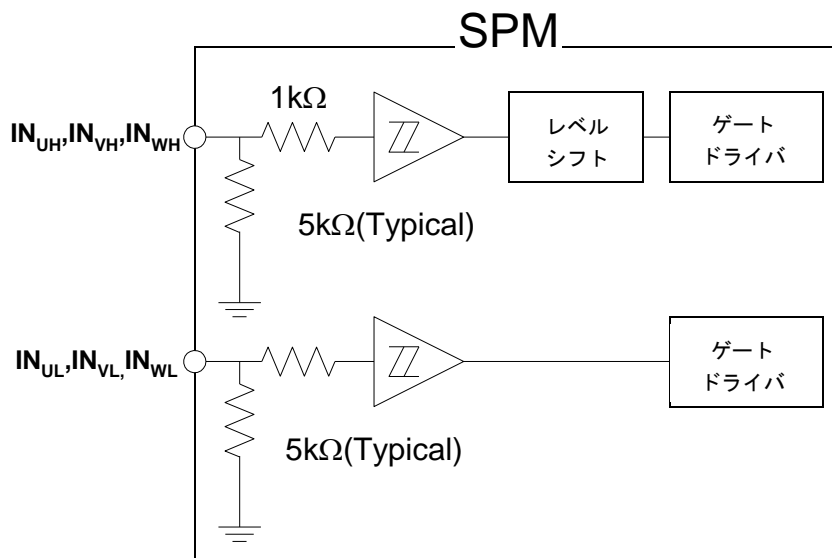 SPM
1kΩ
IN_UH,IN_VH,IN_WH
レベル
シフト
ゲート
ドライバ
5kΩ(Typical)
IN_UL,IN_VL,IN_WL
ゲート
ドライバ
5kΩ(Typical)